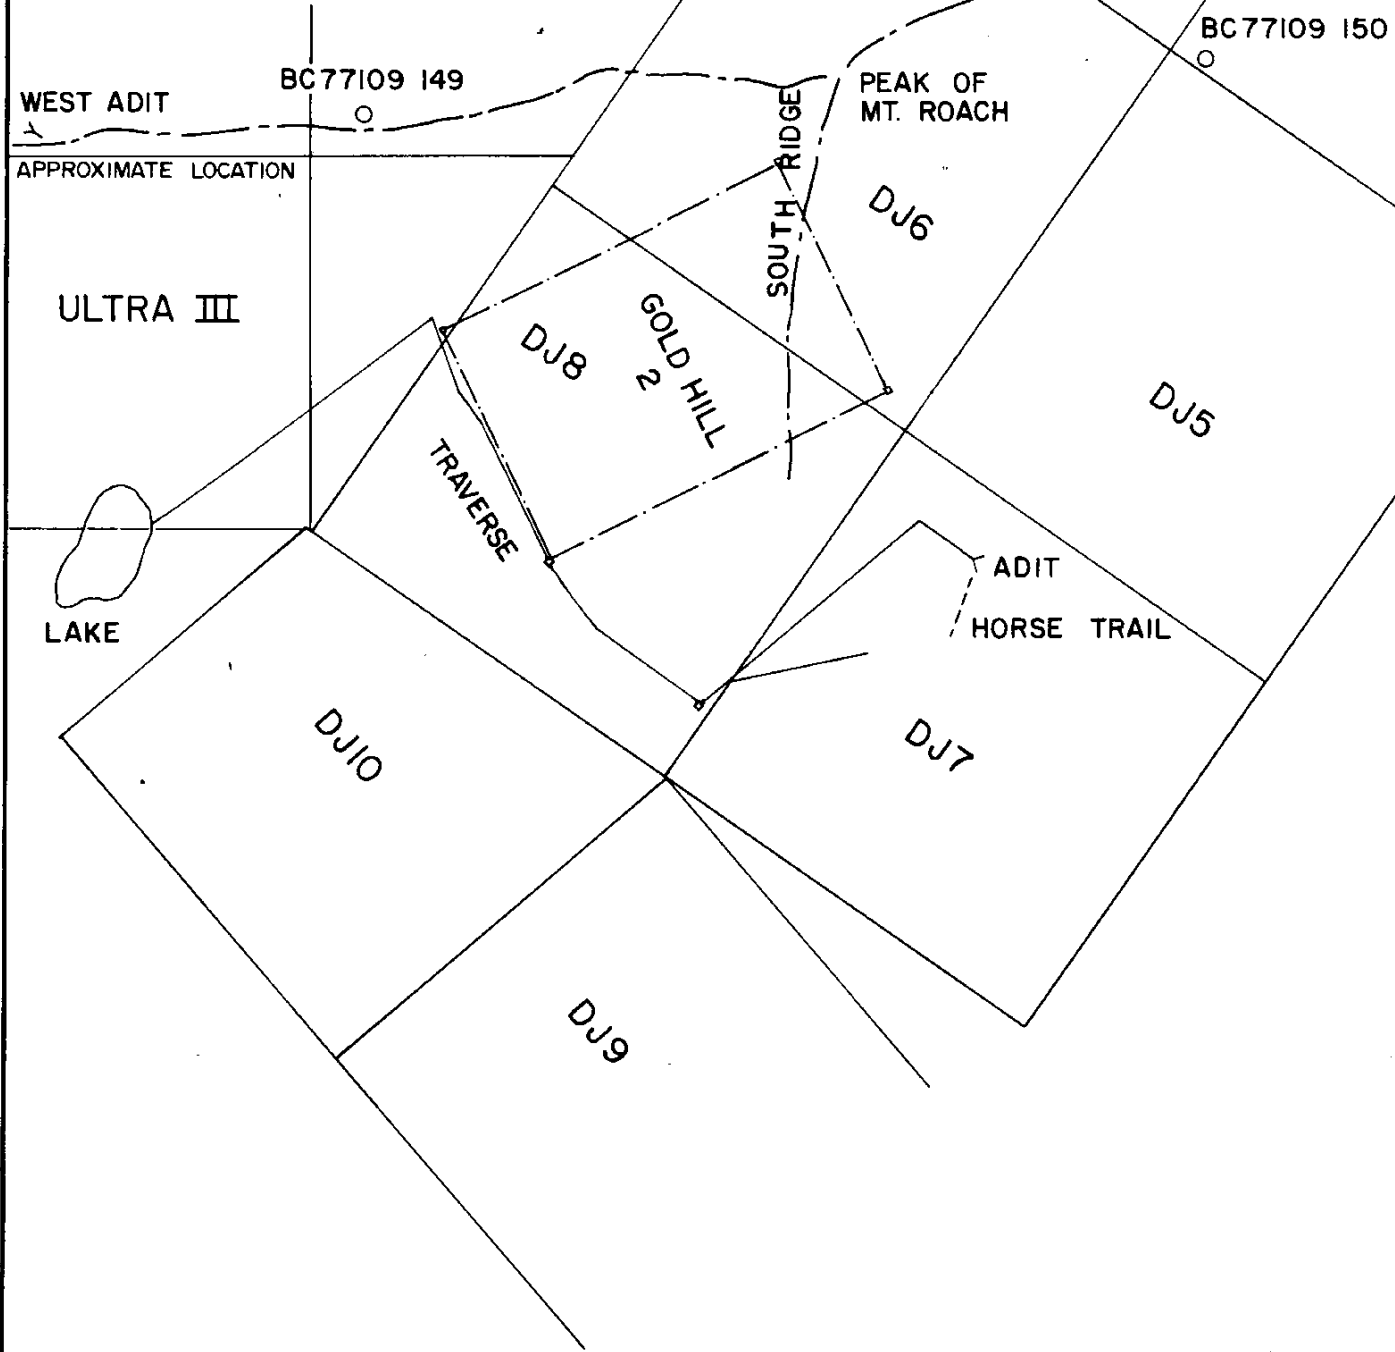 BC77109 150
BC77109 149
PEAK OF
MT. ROACH
WEST ADIT
APPROXIMATE LOCATION
SOUTH RIDGE
DJ6
ULTRA III
GOLD HILL
2
DJ8
DJ5
TRAVERSE
ADIT
HORSE TRAIL
LAKE
DJ10
DJ7
DJ9